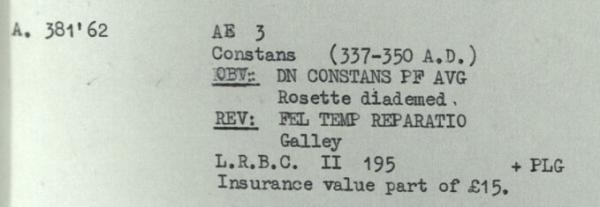 A. 381'62 AE 3
Constans (337-350 A.D.)
OBV: DN CONSTANS PF AVG
Rosette diademed.
REV: FEL TEMP REPARATIO
Galley
L.R.B.C. II 195 + PLG
Insurance value part of £15.